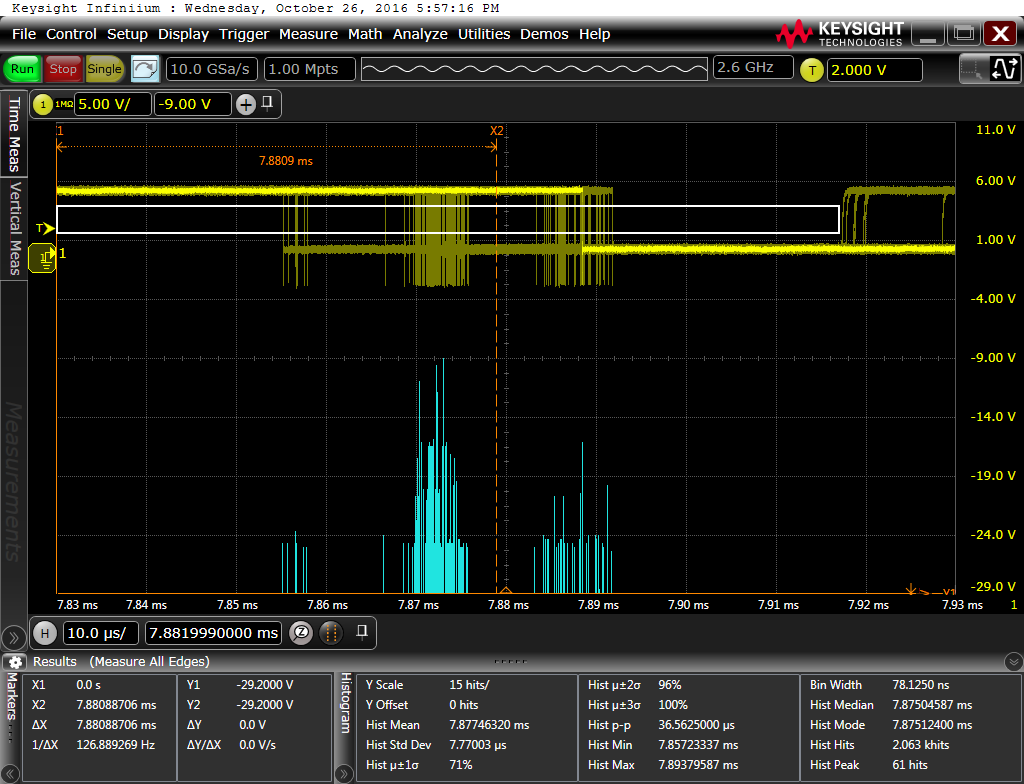 Keysight Infiniium : Wednesday, October 26, 2016 5:57:16 PM
File Control Setup Display Trigger Measure Math Analyze Utilities Demos Help
KEYSIGHT
TECHNOLOGIES
Run Stop Single 10.0 GSa/s 1.00 Mpts 2.6 GHz T 2.000 V
1 1MΩ 5.00 V/ -9.00 V
Time Meas
Vertical Meas
Measurements
1 X2 11.0 V
7.8809 ms
6.00 V
T
1.00 V
1 1
-4.00 V
-9.00 V
-14.0 V
-19.0 V
-24.0 V
-29.0 V
Y1
7.83 ms 7.84 ms 7.85 ms 7.86 ms 7.87 ms 7.88 ms 7.89 ms 7.90 ms 7.91 ms 7.92 ms 7.93 ms 1
H 10.0 µs/ 7.8819990000 ms
Results (Measure All Edges)
Markers
X1 0.0 s
X2 7.88088706 ms
ΔX 7.88088706 ms
1/ΔX 126.889269 Hz
Y1 -29.2000 V
Y2 -29.2000 V
ΔY 0.0 V
ΔY/ΔX 0.0 V/s
Histogram
Y Scale 15 hits/
Y Offset 0 hits
Hist Mean 7.87746320 ms
Hist Std Dev 7.77003 µs
Hist µ±1σ 71%
Hist µ±2σ 96%
Hist µ±3σ 100%
Hist p-p 36.5625000 µs
Hist Min 7.85723337 ms
Hist Max 7.89379587 ms
Bin Width 78.1250 ns
Hist Median 7.87504587 ms
Hist Mode 7.87512400 ms
Hist Hits 2.063 khits
Hist Peak 61 hits